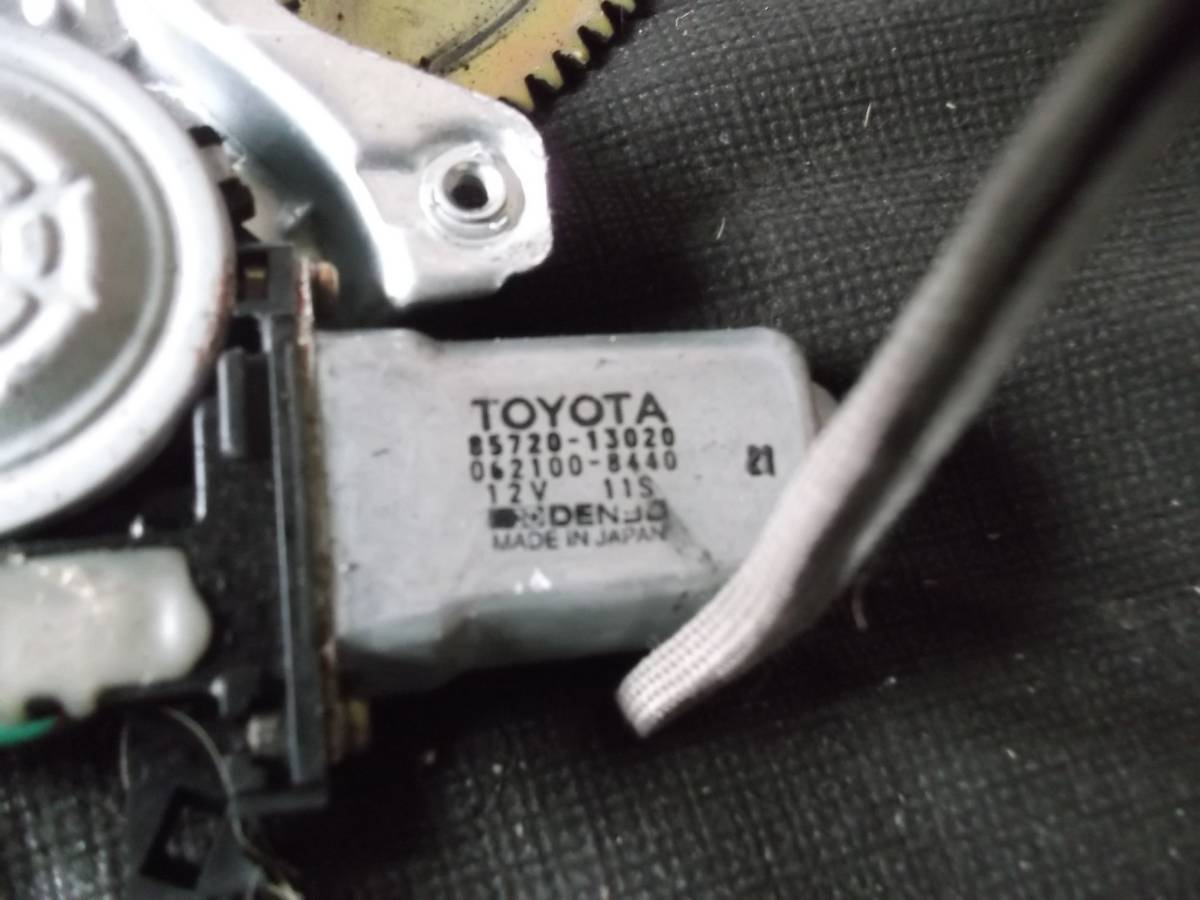 TOYOTA
85720-13020
062100-8440
12V 11S
DENSO
MADE IN JAPAN
21